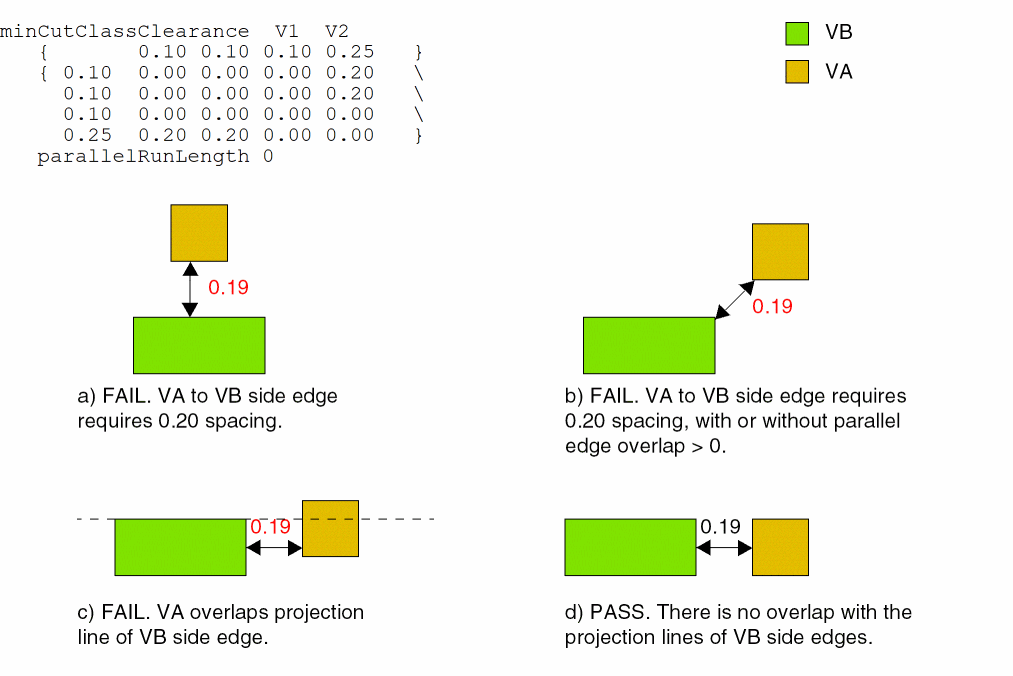 minCutClassClearance V1 V2
{ 0.10 0.10 0.10 0.25 }
{ 0.10 0.00 0.00 0.00 0.20 \
0.10 0.00 0.00 0.00 0.20 \
0.10 0.00 0.00 0.00 0.00 \
0.25 0.20 0.20 0.00 0.00 }
parallelRunLength 0
VB
VA
0.19
a) FAIL. VA to VB side edge
requires 0.20 spacing.
0.19
b) FAIL. VA to VB side edge requires
0.20 spacing, with or without parallel
edge overlap > 0.
0.19
c) FAIL. VA overlaps projection
line of VB side edge.
0.19
d) PASS. There is no overlap with the
projection lines of VB side edges.